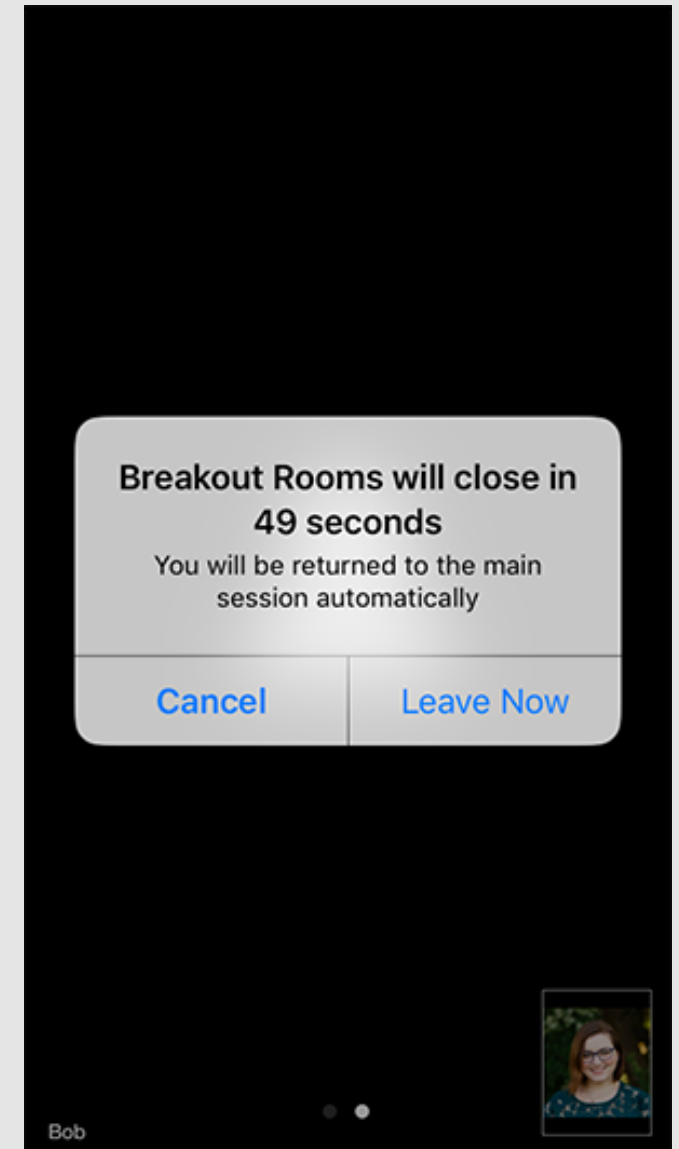 Breakout Rooms will close in
49 seconds
You will be returned to the main
session automatically
Cancel
Leave Now
Bob